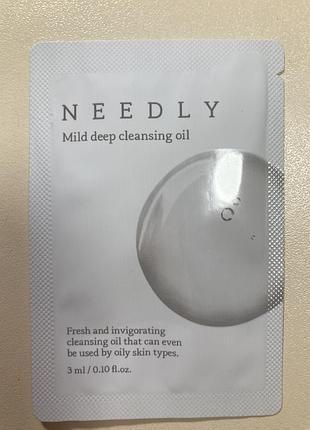 NEEDLY
Mild deep cleansing oil
Fresh and invigorating
cleansing oil that can even
be used by oily skin types.
3 ml / 0.10 fl.oz.